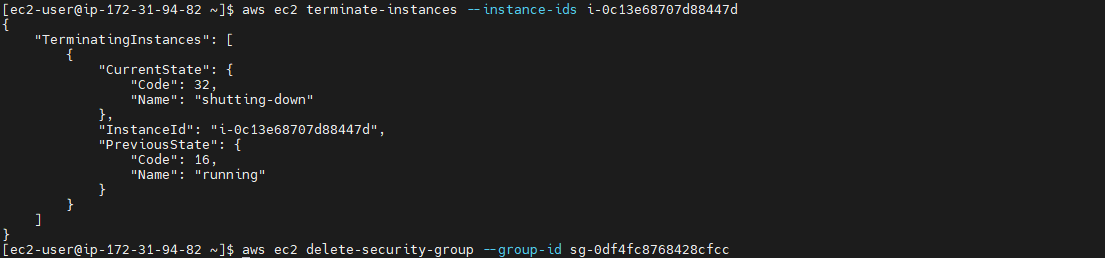 [ec2-user@ip-172-31-94-82 ~]$ aws ec2 terminate-instances --instance-ids i-0c13e68707d88447d
{
    "TerminatingInstances": [
        {
            "CurrentState": {
                "Code": 32,
                "Name": "shutting-down"
            },
            "InstanceId": "i-0c13e68707d88447d",
            "PreviousState": {
                "Code": 16,
                "Name": "running"
            }
        }
    ]
}
[ec2-user@ip-172-31-94-82 ~]$ aws ec2 delete-security-group --group-id sg-0df4fc8768428cfcc